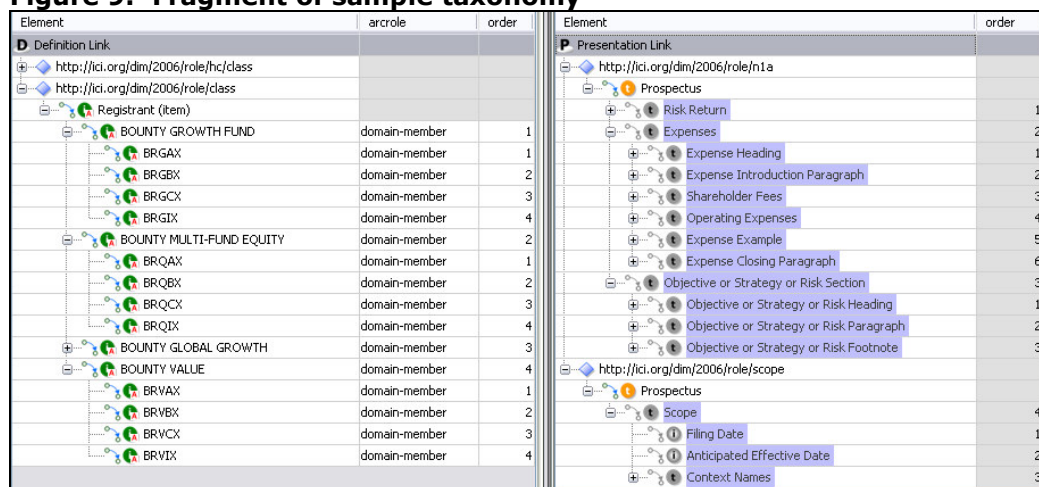 Figure 9. Fragment of sample taxonomy
Element arcrole order
D Definition Link
http://ici.org/dim/2006/role/hc/class
http://ici.org/dim/2006/role/class
Registrant (item)
BOUNTY GROWTH FUND domain-member 1
BRGAX domain-member 1
BRGBX domain-member 2
BRGCX domain-member 3
BRGIX domain-member 4
BOUNTY MULTI-FUND EQUITY domain-member 2
BRQAX domain-member 1
BRQBX domain-member 2
BRQCX domain-member 3
BRQIX domain-member 4
BOUNTY GLOBAL GROWTH domain-member 3
BOUNTY VALUE domain-member 4
BRVAX domain-member 1
BRVBX domain-member 2
BRVCX domain-member 3
BRVIX domain-member 4
Element order
P Presentation Link
http://ici.org/dim/2006/role/n1a
t Prospectus
t Risk Return 1
t Expenses 2
t Expense Heading 1
t Expense Introduction Paragraph 2
t Shareholder Fees 3
t Operating Expenses 4
t Expense Example 5
t Expense Closing Paragraph 6
t Objective or Strategy or Risk Section 3
t Objective or Strategy or Risk Heading 1
t Objective or Strategy or Risk Paragraph 2
t Objective or Strategy or Risk Footnote 3
http://ici.org/dim/2006/role/scope
t Prospectus
t Scope 4
i Filing Date 1
i Anticipated Effective Date 2
t Context Names 3